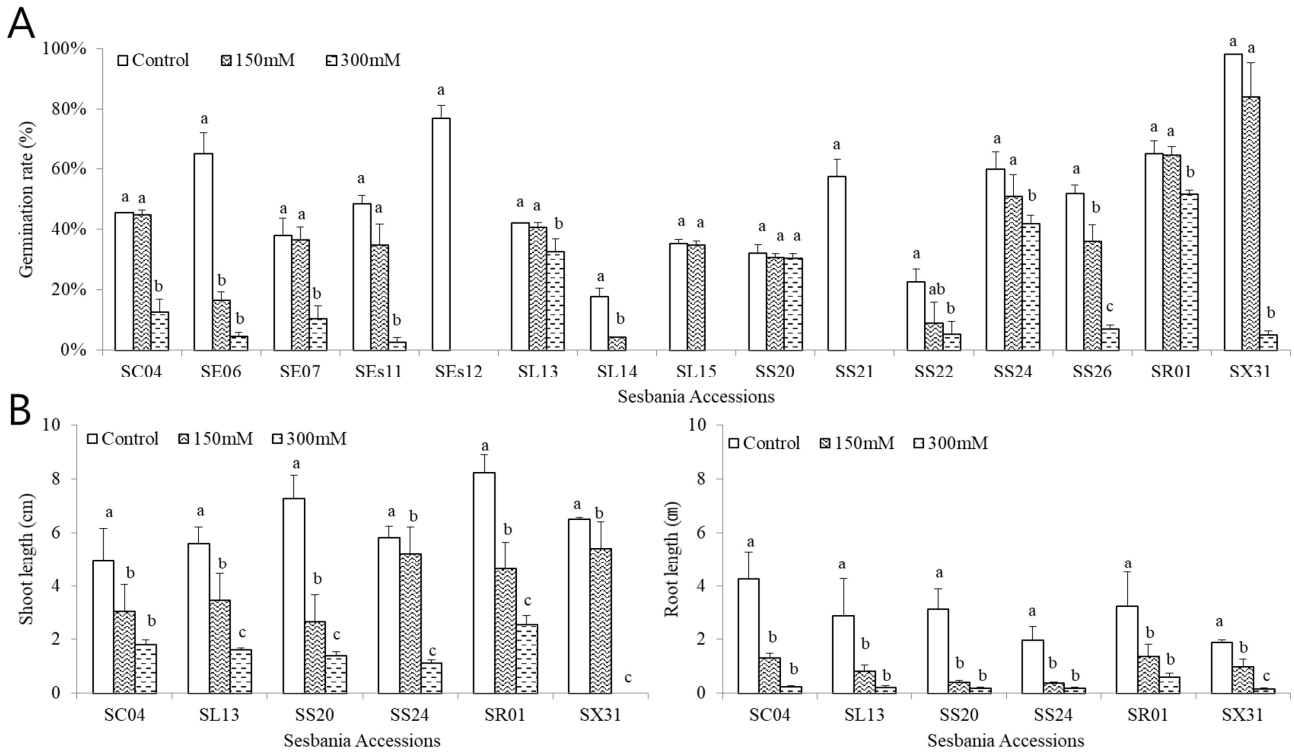 A
100%
80%
60%
40%
20%
0%
Germination rate (%)
Control 150mM 300mM
a a b
a b b
a a b
a a b
a
a a b
a b
a a
a a a
a
a ab b
a a b
a b c
a a b
a a b
SC04 SE06 SE07 SEs11 SEs12 SL13 SL14 SL15 SS20 SS21 SS22 SS24 SS26 SR01 SX31
Sesbania Accessions
B
10
8
6
4
2
0
Shoot length (cm)
Control 150mM 300mM
a b b
a b c
a b b
a b c
a b c
a b c
SC04 SL13 SS20 SS24 SR01 SX31
Sesbania Accessions
10
8
6
4
2
0
Root length (㎝)
Control 150mM 300mM
a b b
a b b
a b b
a b b
a b b
a b c
SC04 SL13 SS20 SS24 SR01 SX31
Sesbania Accessions